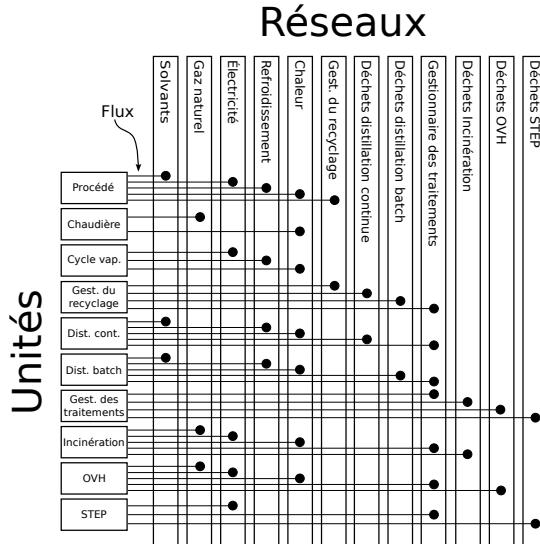 Réseaux
Solvants
Gaz naturel
Électricité
Refroidissement
Chaleur
Gest. du recyclage
Déchets distillation continue
Déchets distillation batch
Gestionnaire des traitements
Déchets Incinération
Déchets OVH
Déchets STEP
Flux
Unités
Procédé
Chaudière
Cycle vap.
Gest. du
recyclage
Dist. cont.
Dist. batch
Gest. des
traitements
Incinération
OVH
STEP